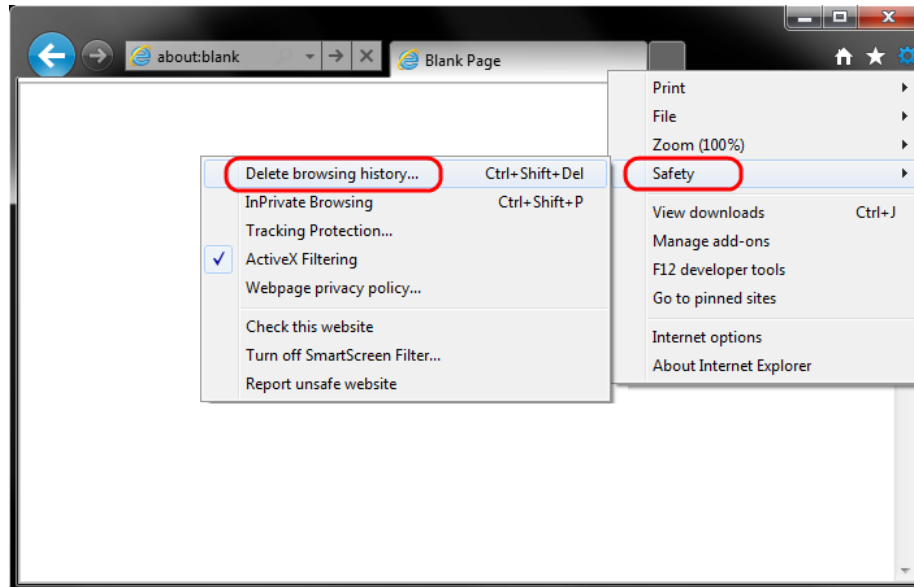 about:blank
Blank Page
Print
File
Zoom (100%)
Safety
View downloads Ctrl+J
Manage add-ons
F12 developer tools
Go to pinned sites
Internet options
About Internet Explorer
Delete browsing history... Ctrl+Shift+Del
InPrivate Browsing Ctrl+Shift+P
Tracking Protection...
ActiveX Filtering
Webpage privacy policy...
Check this website
Turn off SmartScreen Filter...
Report unsafe website